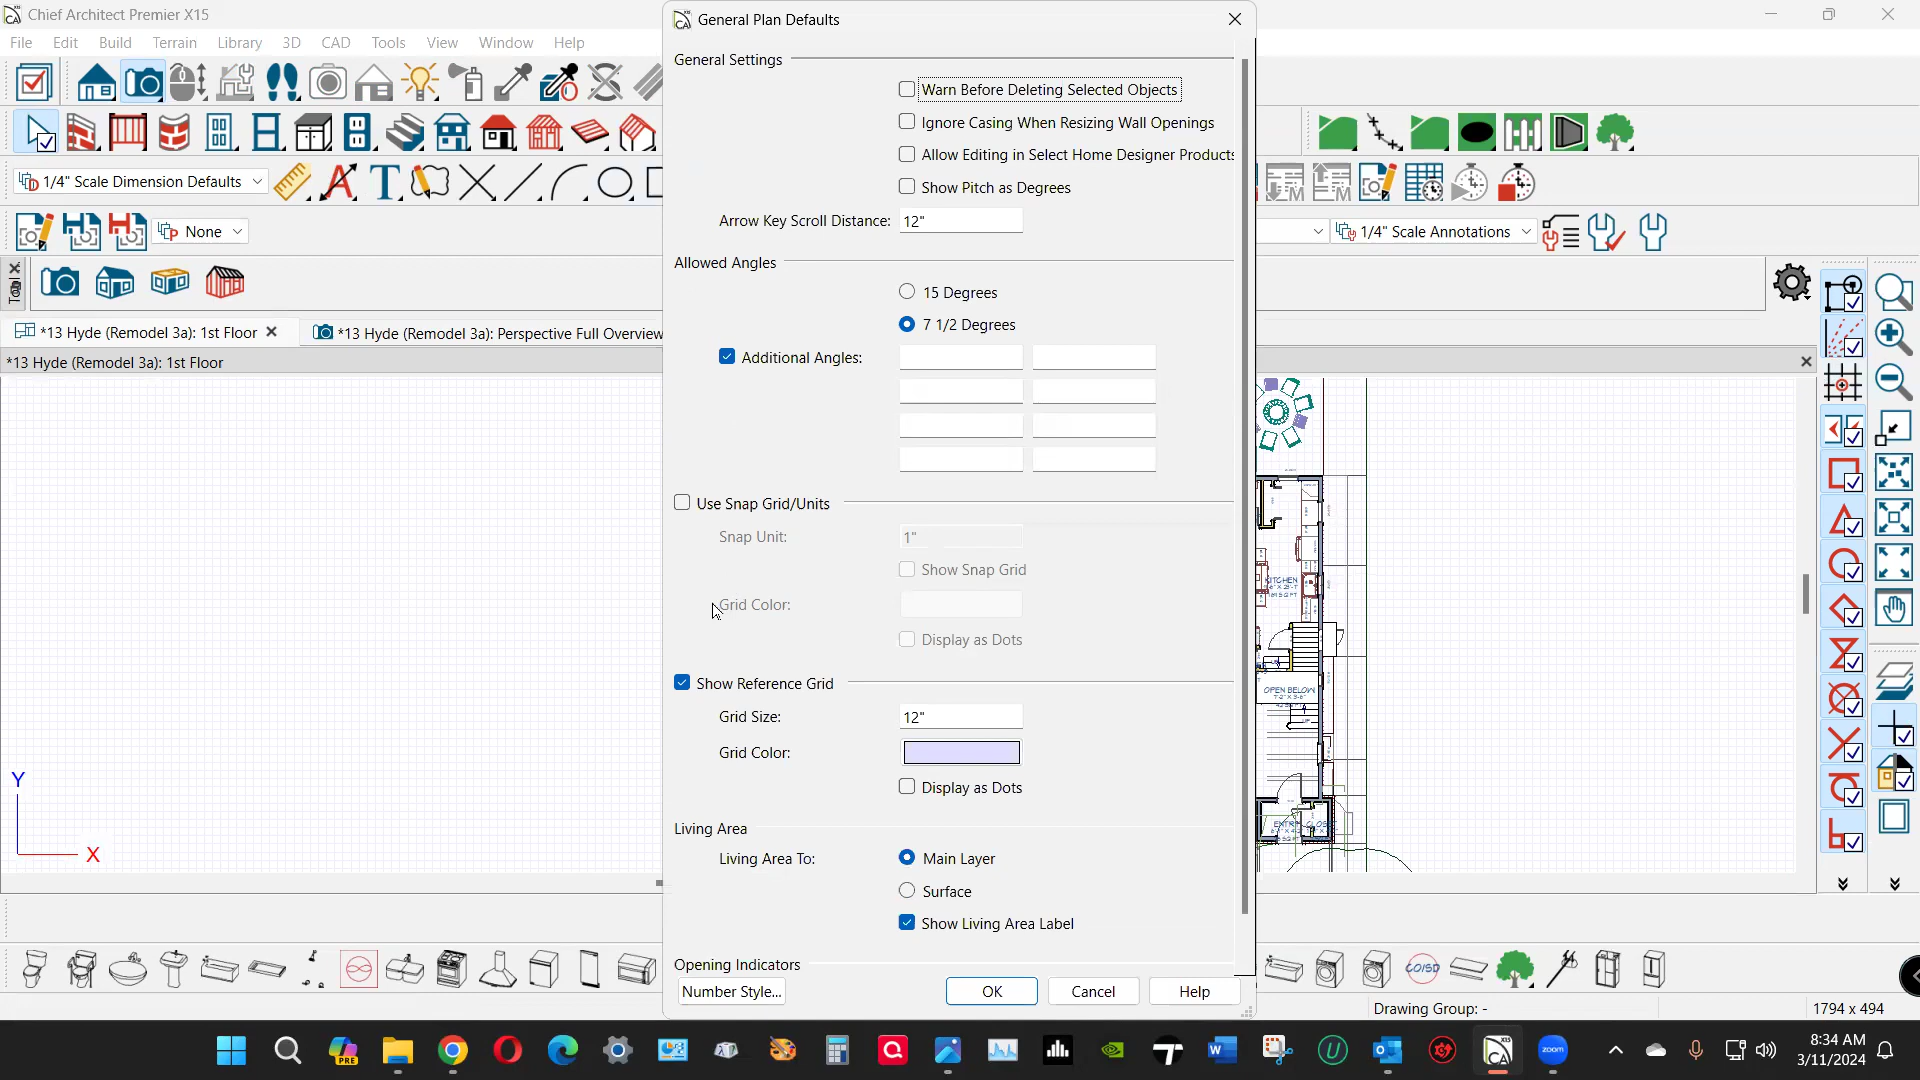 Chief Architect Premier X15
General Plan Defaults
File Edit Build Terrain Library 3D CAD Tools View Window Help
General Settings
Warn Before Deleting Selected Objects
Ignore Casing When Resizing Wall Openings
Allow Editing in Select Home Designer Products
Show Pitch as Degrees
1/4" Scale Dimension Defaults
Arrow Key Scroll Distance: 12"
None
1/4" Scale Annotations
Allowed Angles
15 Degrees
7 1/2 Degrees
*13 Hyde (Remodel 3a): 1st Floor
*13 Hyde (Remodel 3a): Perspective Full Overview
*13 Hyde (Remodel 3a): 1st Floor
Additional Angles:
Use Snap Grid/Units
Snap Unit: 1"
Show Snap Grid
Grid Color:
Display as Dots
KITCHEN
OPEN BELOW
Show Reference Grid
Grid Size: 12"
Grid Color:
Display as Dots
Y
X
Living Area
Living Area To: Main Layer
Surface
Show Living Area Label
ENTRY CLOSET
Opening Indicators
Number Style... OK Cancel Help
Drawing Group: -
1794 x 494
8:34 AM
3/11/2024